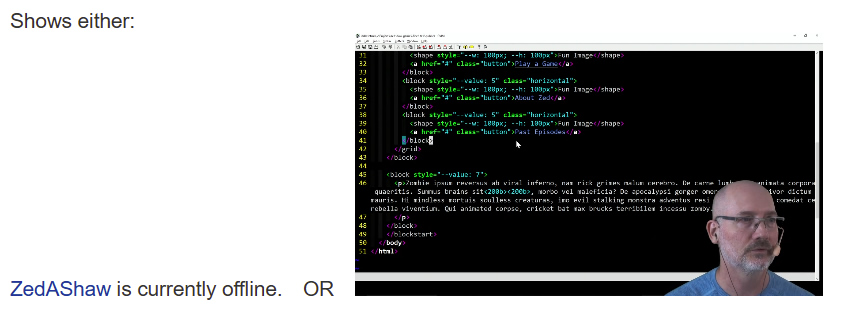 Shows either:
31 <shape style="--w: 100px; --h: 100px">Fun Image</shape>
32 <a href="#" class="button">Play a Game</a>
33 </block>
34 <block style="--value: 5" class="horizontal">
35 <shape style="--w: 100px; --h: 100px">Fun Image</shape>
36 <a href="#" class="button">About Zed</a>
37 </block>
38 <block style="--value: 5" class="horizontal">
39 <shape style="--w: 100px; --h: 100px">Fun Image</shape>
40 <a href="#" class="button">Past Episodes</a>
41 </block>
42 </grid>
43 </block>
44
45 <block style="--value: 7">
46 <p>Zombie ipsum reversus ab viral inferno, nam rick grimes malum cerebro. De carne lum animata corpora
quaeritis. Summus brains sit<200b><200b>, morbo vel maleficia? De apocalypsi gorger omer vor dictum
mauris. Hi mindless mortuis soulless creaturas, imo evil stalking monstra adventus resi comedat ce
rebella viventium. Qui animated corpse, cricket bat max brucks terribilem incessu zomby.
47 </p>
48 </block>
49 </blockstart>
50 </body>
51 </html>
ZedAShaw is currently offline. OR